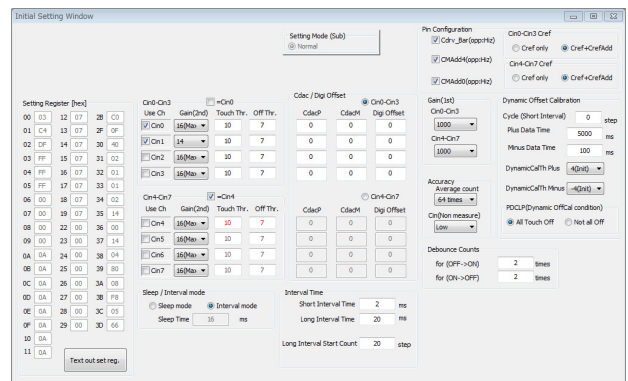 Initial Setting Window
Setting Mode (Sub)
Normal
Pin Configuration
Cdrv_Bar(opp:Hiz)
CMAdd4(opp:Hiz)
CMAdd0(opp:Hiz)
Cin0-Cin3 Cref
Cref only Cref+CrefAdd
Cin4-Cin7 Cref
Cref only Cref+CrefAdd
Setting Register [hex]
00 03 12 07 2B C0
01 C4 13 07 2F 0F
02 DF 14 07 30 40
03 FF 15 07 31 02
04 FF 16 07 32 01
05 FF 17 07 33 01
06 00 18 07 34 02
07 00 19 07 35 14
08 00 22 00 36 00
09 00 23 00 37 14
0A 0A 24 00 38 04
0B 0A 25 00 39 80
0C 0A 26 00 3A 08
0D 0A 27 00 3B F8
0E 0A 28 00 3C 05
0F 0A 29 00 3D 66
10 0A
11 0A
Text out set reg.
Cin0-Cin3 =Cin0
Use Ch Gain(2nd) Touch Thr. Off Thr.
Cin0 16(Max 10 7
Cin1 14 10 7
Cin2 16(Max 10 7
Cin3 16(Max 10 7
Cin4-Cin7 =Cin4
Use Ch Gain(2nd) Touch Thr. Off Thr.
Cin4 16(Max 10 7
Cin5 16(Max 10 7
Cin6 16(Max 10 7
Cin7 16(Max 10 7
Sleep / Interval mode
Sleep mode Interval mode
Sleep Time 16 ms
Cdac / Digi Offset
Cin0-Cin3
CdacP CdacM Digi Offset
0 0 0
0 0 0
0 0 0
0 0 0
Cin4-Cin7
CdacP CdacM Digi Offset
0 0 0
0 0 0
0 0 0
0 0 0
Interval Time
Short Interval Time 2 ms
Long Interval Time 20 ms
Long Interval Start Count 20 step
Gain(1st)
Cin0-Cin3
1000
Cin4-Cin7
1000
Accuracy
Average count
64 times
Cin(Non measure)
Low
Dynamic Offset Calibration
Cycle (Short Interval) 0 step
Plus Data Time 5000 ms
Minus Data Time 100 ms
DynamicCalTh Plus 4(Init)
DynamicCalTh Minus -4(Init)
PDCLP(Dynamic OffCal condition)
All Touch Off Not all Off
Debounce Counts
for (OFF->ON) 2 times
for (ON->OFF) 2 times